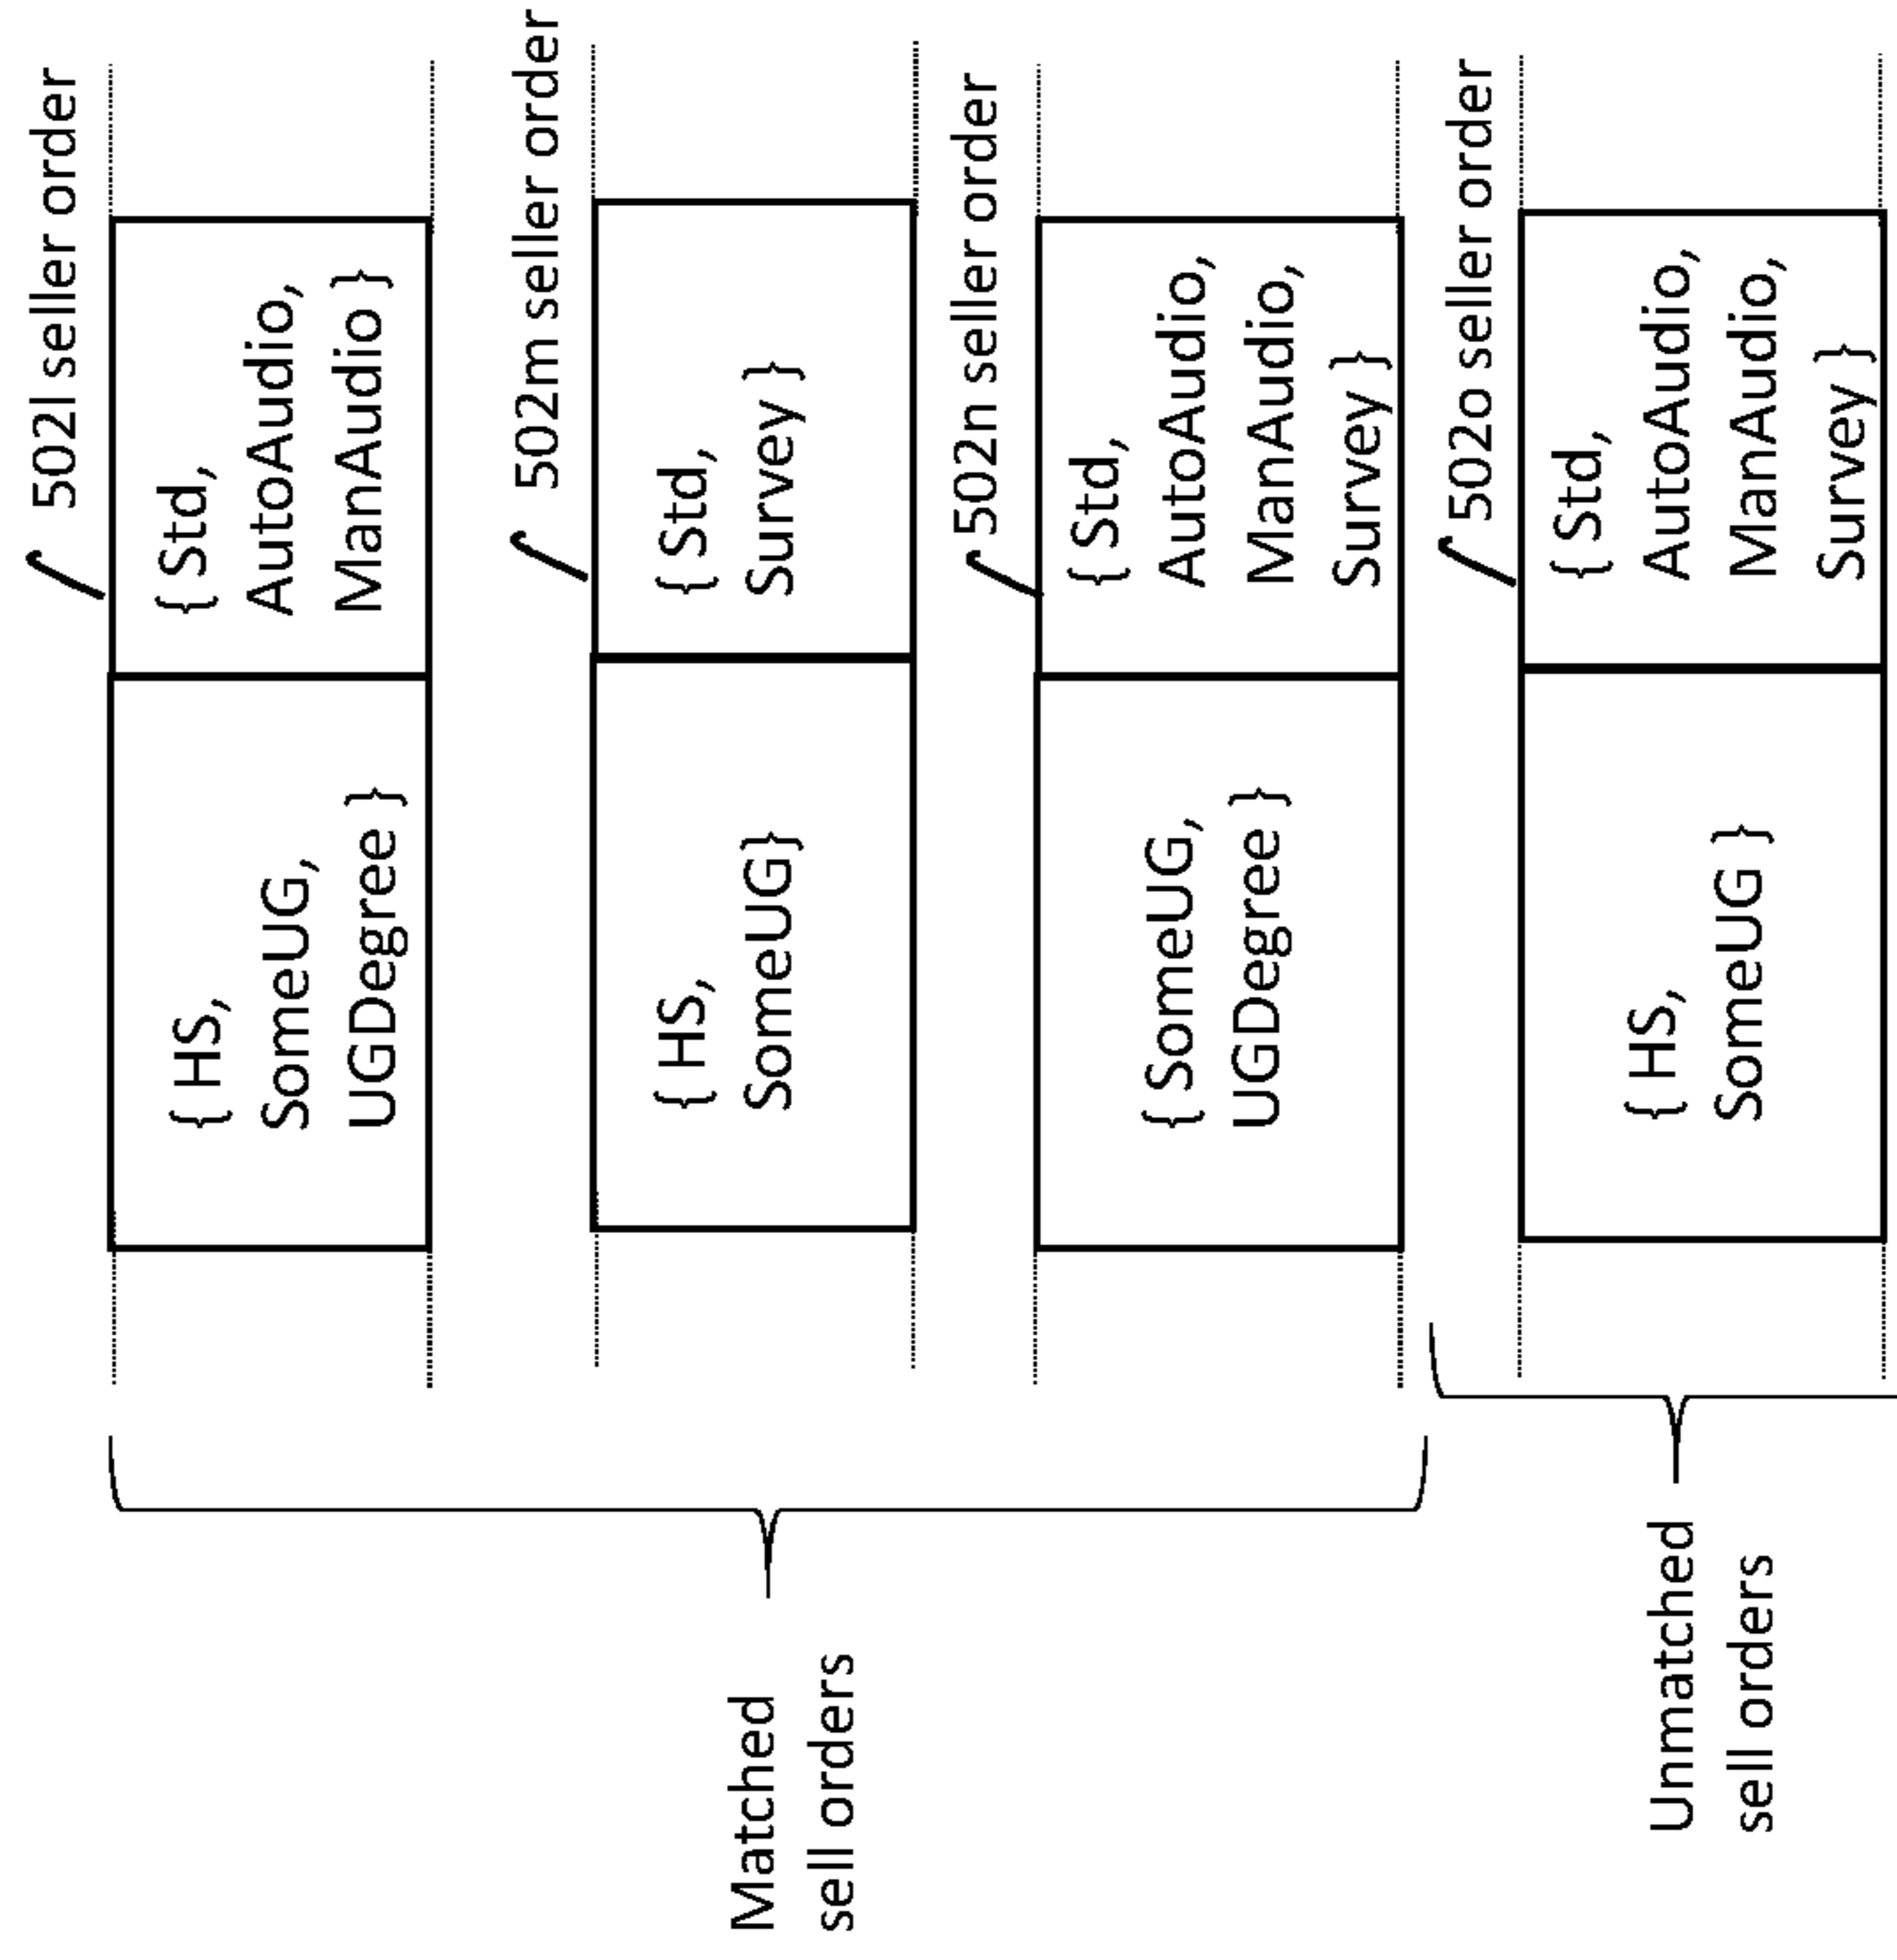 502l seller order
{ HS,
SomeUG,
UGDegree }
{ Std,
AutoAudio,
ManAudio }
502m seller order
{ HS,
SomeUG}
{ Std,
Survey }
Matched
sell orders
502n seller order
{ SomeUG,
UGDegree }
{ Std,
AutoAudio,
ManAudio,
Survey }
502o seller order
{ HS,
SomeUG }
{ Std,
AutoAudio,
ManAudio,
Survey }
Unmatched
sell orders